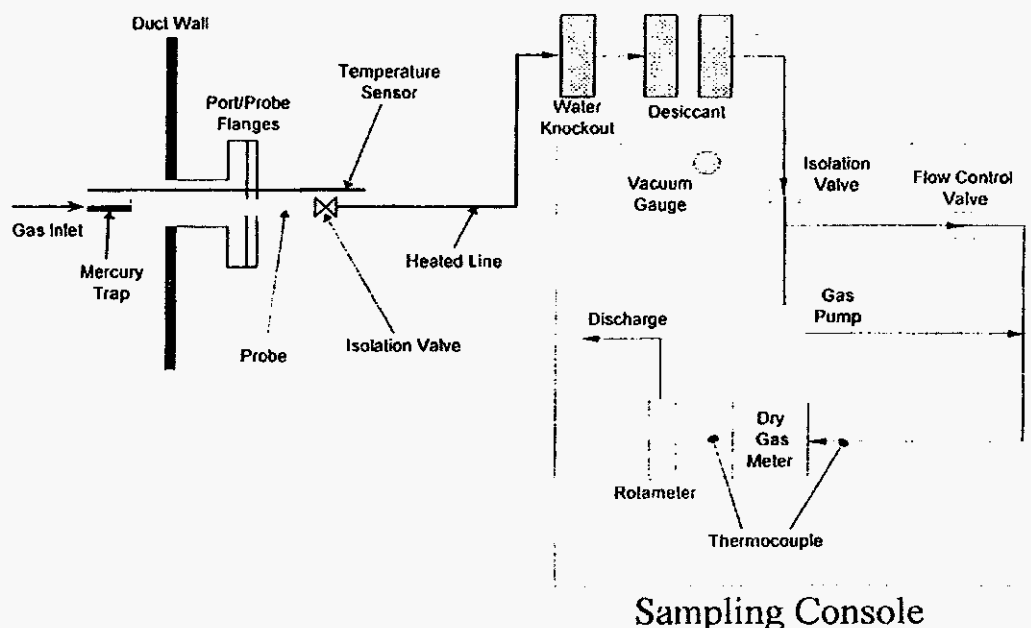 Duct Wall
Temperature
Sensor
Port/Probe
Flanges
Water
Knockout
Desiccant
Vacuum
Gauge
Isolation
Valve
Flow Control
Valve
Gas Inlet
Mercury
Trap
Heated Line
Probe
Isolation Valve
Discharge
Gas
Pump
Dry
Gas
Meter
Rotameter
Thermocouple
Sampling Console